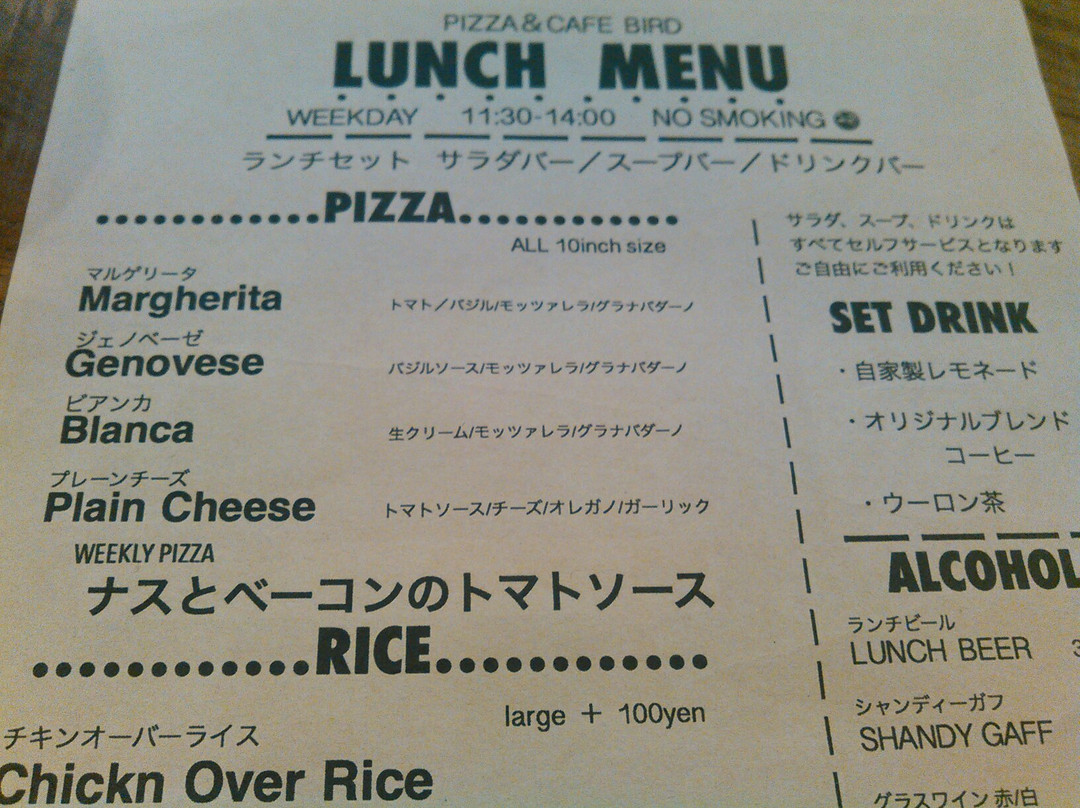 PIZZA&CAFE BIRD
LUNCH MENU
WEEKDAY 11:30-14:00 NO SMOKING
ランチセット サラダバー／スープバー／ドリンクバー
PIZZA
ALL 10inch size
マルゲリータ
Margherita トマト／バジル/モッツァレラ/グラナパダーノ
ジェノベーゼ
Genovese バジルソース/モッツァレラ/グラナパダーノ
ビアンカ
Blanca 生クリーム/モッツァレラ/グラナパダーノ
プレーンチーズ
Plain Cheese トマトソース/チーズ/オレガノ/ガーリック
WEEKLY PIZZA
ナスとベーコンのトマトソース
RICE
large + 100yen
チキンオーバーライス
Chickn Over Rice
サラダ、スープ、ドリンクは
すべてセルフサービスとなります
ご自由にご利用ください！
SET DRINK
・自家製レモネード
・オリジナルブレンド
コーヒー
・ウーロン茶
ALCOHOL
ランチビール
LUNCH BEER
シャンディーガフ
SHANDY GAFF
グラスワイン 赤/白